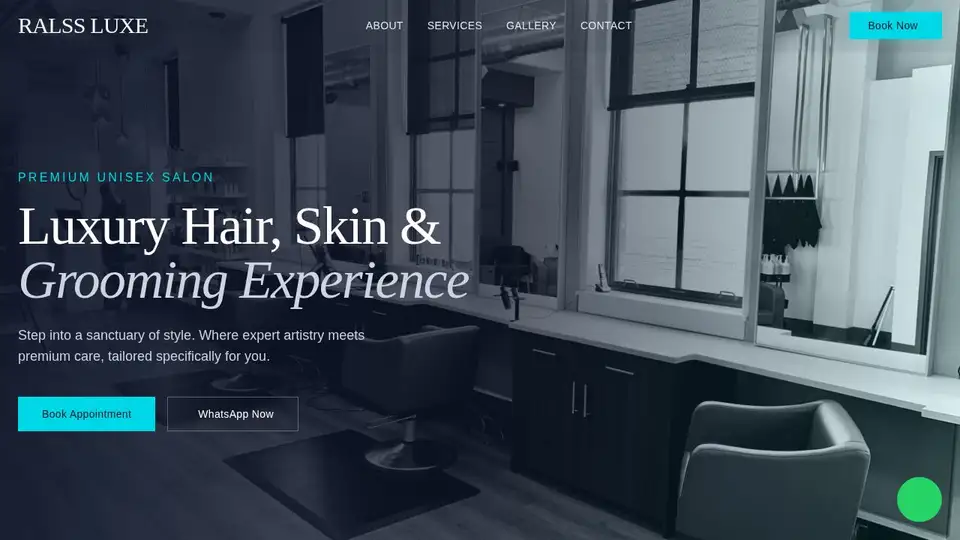 RALSS LUXE
ABOUT SERVICES GALLERY CONTACT
Book Now
PREMIUM UNISEX SALON
Luxury Hair, Skin &
Grooming Experience
Step into a sanctuary of style. Where expert artistry meets
premium care, tailored specifically for you.
Book Appointment
WhatsApp Now